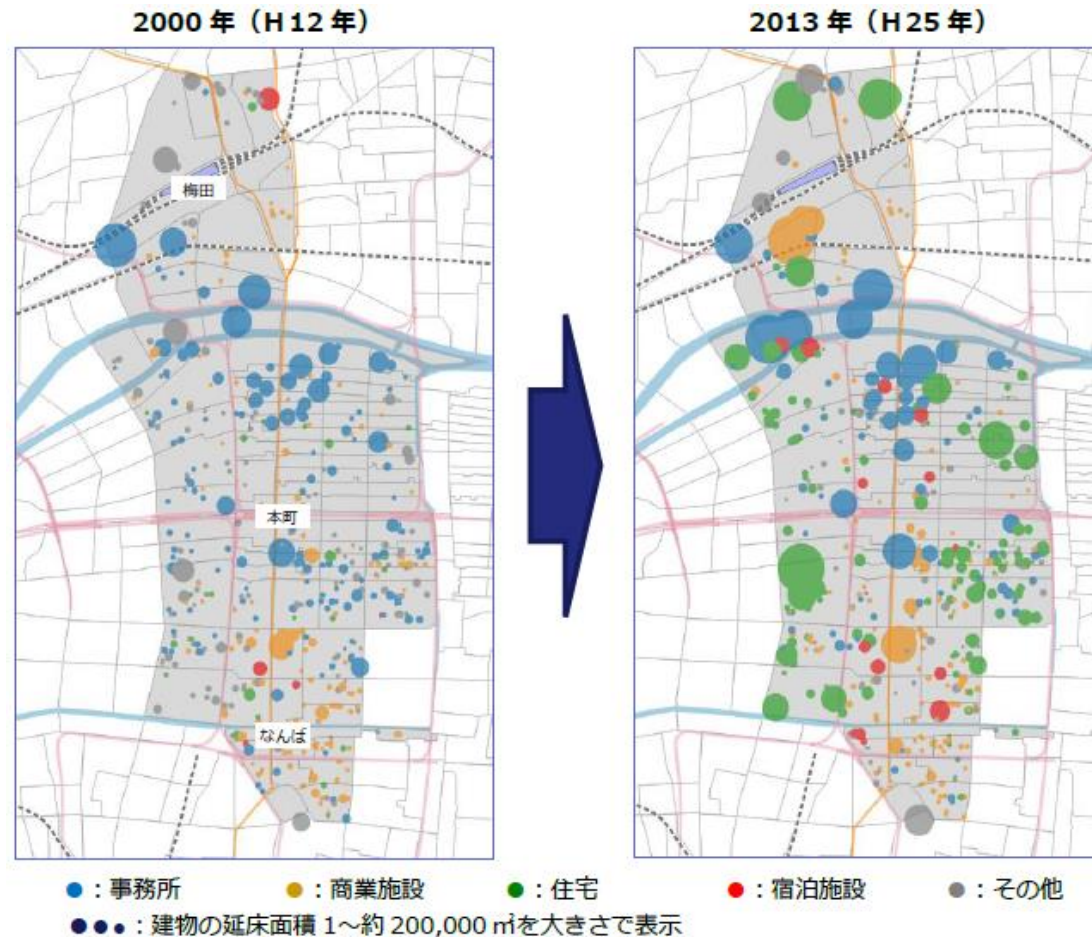 2000 年（H 12 年）
2013 年（H 25 年）
梅田
本町
なんば
●：事務所 ●：商業施設 ●：住宅 ●：宿泊施設 ●：その他
●●●：建物の延床面積 1～約 200,000 ㎡を大きさで表示